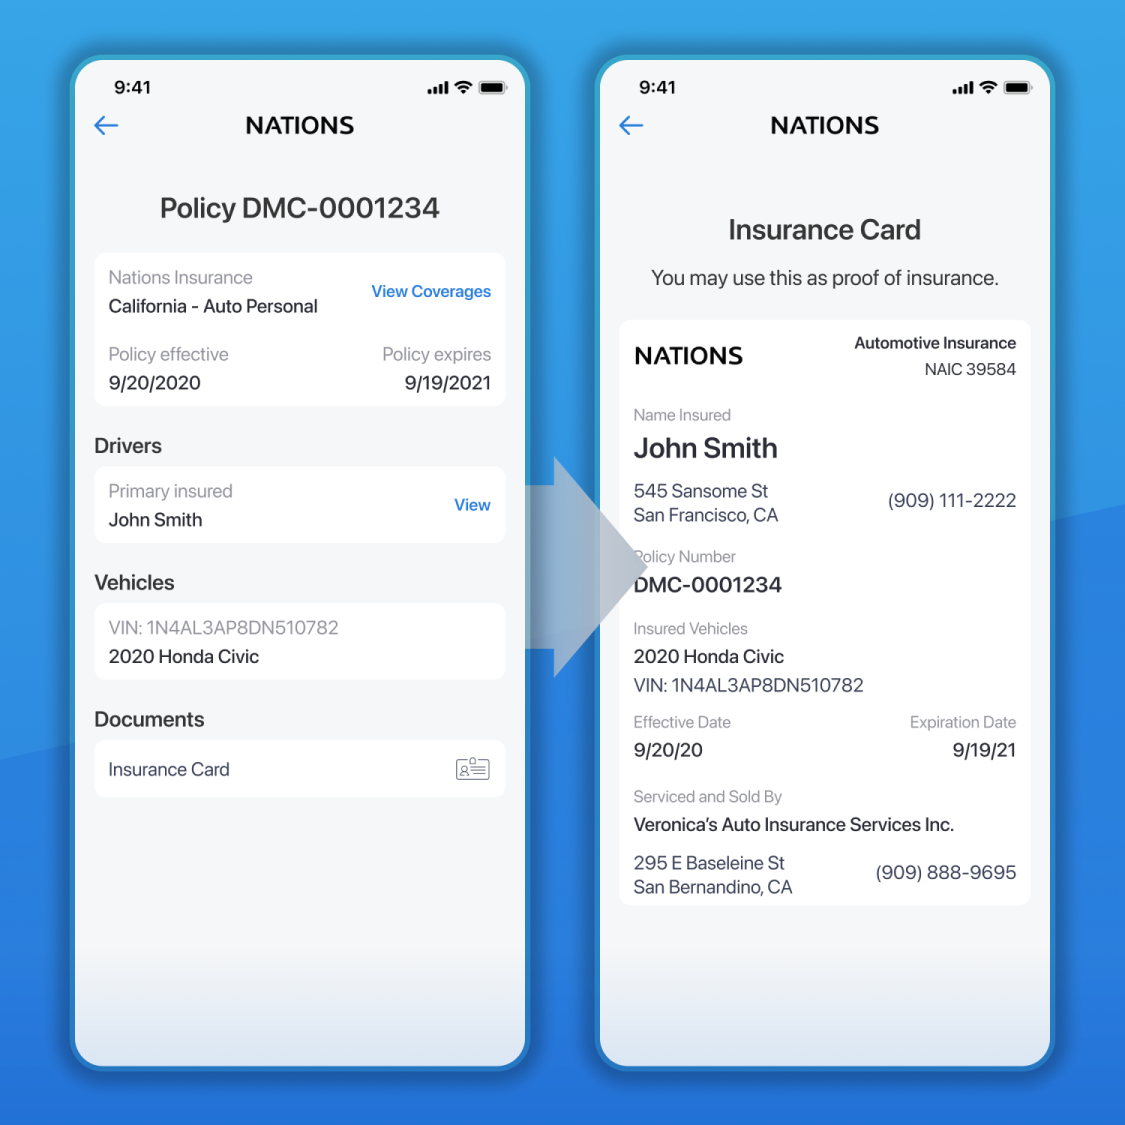 9:41
NATIONS
Policy DMC-0001234
Nations Insurance
California - Auto Personal
View Coverages
Policy effective
Policy expires
9/20/2020
9/19/2021
Drivers
Primary insured
John Smith
View
Vehicles
VIN: 1N4AL3AP8DN510782
2020 Honda Civic
Documents
Insurance Card
9:41
NATIONS
Insurance Card
You may use this as proof of insurance.
NATIONS
Automotive Insurance
NAIC 39584
Name Insured
John Smith
545 Sansome St
San Francisco, CA
(909) 111-2222
Policy Number
DMC-0001234
Insured Vehicles
2020 Honda Civic
VIN: 1N4AL3AP8DN510782
Effective Date
Expiration Date
9/20/20
9/19/21
Serviced and Sold By
Veronica's Auto Insurance Services Inc.
295 E Baseleine St
San Bernandino, CA
(909) 888-9695